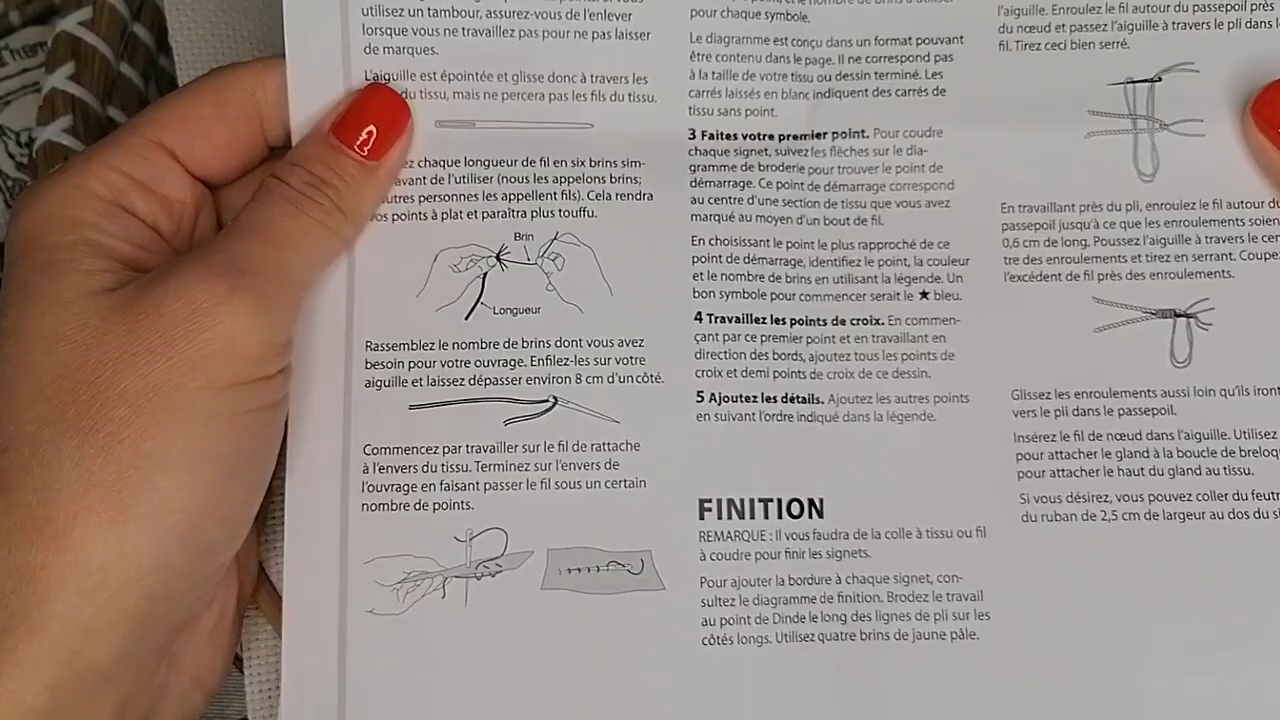 utilisez un tambour, assurez-vous de l'enlever
lorsque vous ne travaillez pas pour ne pas laisser
de marques.
L'aiguille est épointée et glisse donc à travers les
du tissu, mais ne percera pas les fils du tissu.
ez chaque longueur de fil en six brins sim-
avant de l'utiliser (nous les appelons brins;
utres personnes les appellent fils). Cela rendra
vos points à plat et paraîtra plus touffu.
Brin
Longueur
Rassemblez le nombre de brins dont vous avez
besoin pour votre ouvrage. Enfilez-les sur votre
aiguille et laissez dépasser environ 8 cm d'un côté.
Commencez par travailler sur le fil de rattache
à l'envers du tissu. Terminez sur l'envers de
l'ouvrage en faisant passer le fil sous un certain
nombre de points.
pour chaque symbole.
Le diagramme est conçu dans un format pouvant
être contenu dans le page. Il ne correspond pas
à la taille de votre tissu ou dessin terminé. Les
carrés laissés en blanc indiquent des carrés de
tissu sans point.
3 Faites votre premier point. Pour coudre
chaque signet, suivez les flèches sur le dia-
gramme de broderie pour trouver le point de
démarrage. Ce point de démarrage correspond
au centre d'une section de tissu que vous avez
marqué au moyen d'un bout de fil.
En choisissant le point le plus rapproché de ce
point de démarrage, identifiez le point, la couleur
et le nombre de brins en utilisant la légende. Un
bon symbole pour commencer serait le ★ bleu.
4 Travaillez les points de croix. En commen-
çant par ce premier point et en travaillant en
direction des bords, ajoutez tous les points de
croix et demi points de croix de ce dessin.
5 Ajoutez les détails. Ajoutez les autres points
en suivant l'ordre indiqué dans la légende.
FINITION
REMARQUE : Il vous faudra de la colle à tissu ou fil
à coudre pour finir les signets.
Pour ajouter la bordure à chaque signet, con-
sultez le diagramme de finition. Brodez le travail
au point de Dinde le long des lignes de pli sur les
côtés longs. Utilisez quatre brins de jaune pâle.
l'aiguille. Enroulez le fil autour du passepoil près
du nœud et passez l'aiguille à travers le pli dans
fil. Tirez ceci bien serré.
En travaillant près du pli, enroulez le fil autour du
passepoil jusqu'à ce que les enroulements soien
0,6 cm de long. Poussez l'aiguille à travers le cen
tre des enroulements et tirez en serrant. Coupe
l'excédent de fil près des enroulements.
Glissez les enroulements aussi loin qu'ils iront
vers le pli dans le passepoil.
Insérez le fil de nœud dans l'aiguille. Utilisez
pour attacher le gland à la boucle de breloq
pour attacher le haut du gland au tissu.
Si vous désirez, vous pouvez coller du feutr
du ruban de 2,5 cm de largeur au dos du si